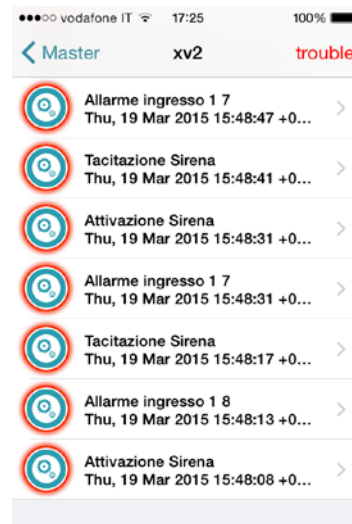 vodafone IT 17:25 100%
Master xv2 trouble
Allarme ingresso 1 7
Thu, 19 Mar 2015 15:48:47 +0...
Tacitazione Sirena
Thu, 19 Mar 2015 15:48:41 +0...
Attivazione Sirena
Thu, 19 Mar 2015 15:48:31 +0...
Allarme ingresso 1 7
Thu, 19 Mar 2015 15:48:31 +0...
Tacitazione Sirena
Thu, 19 Mar 2015 15:48:17 +0...
Allarme ingresso 1 8
Thu, 19 Mar 2015 15:48:13 +0...
Attivazione Sirena
Thu, 19 Mar 2015 15:48:08 +0...